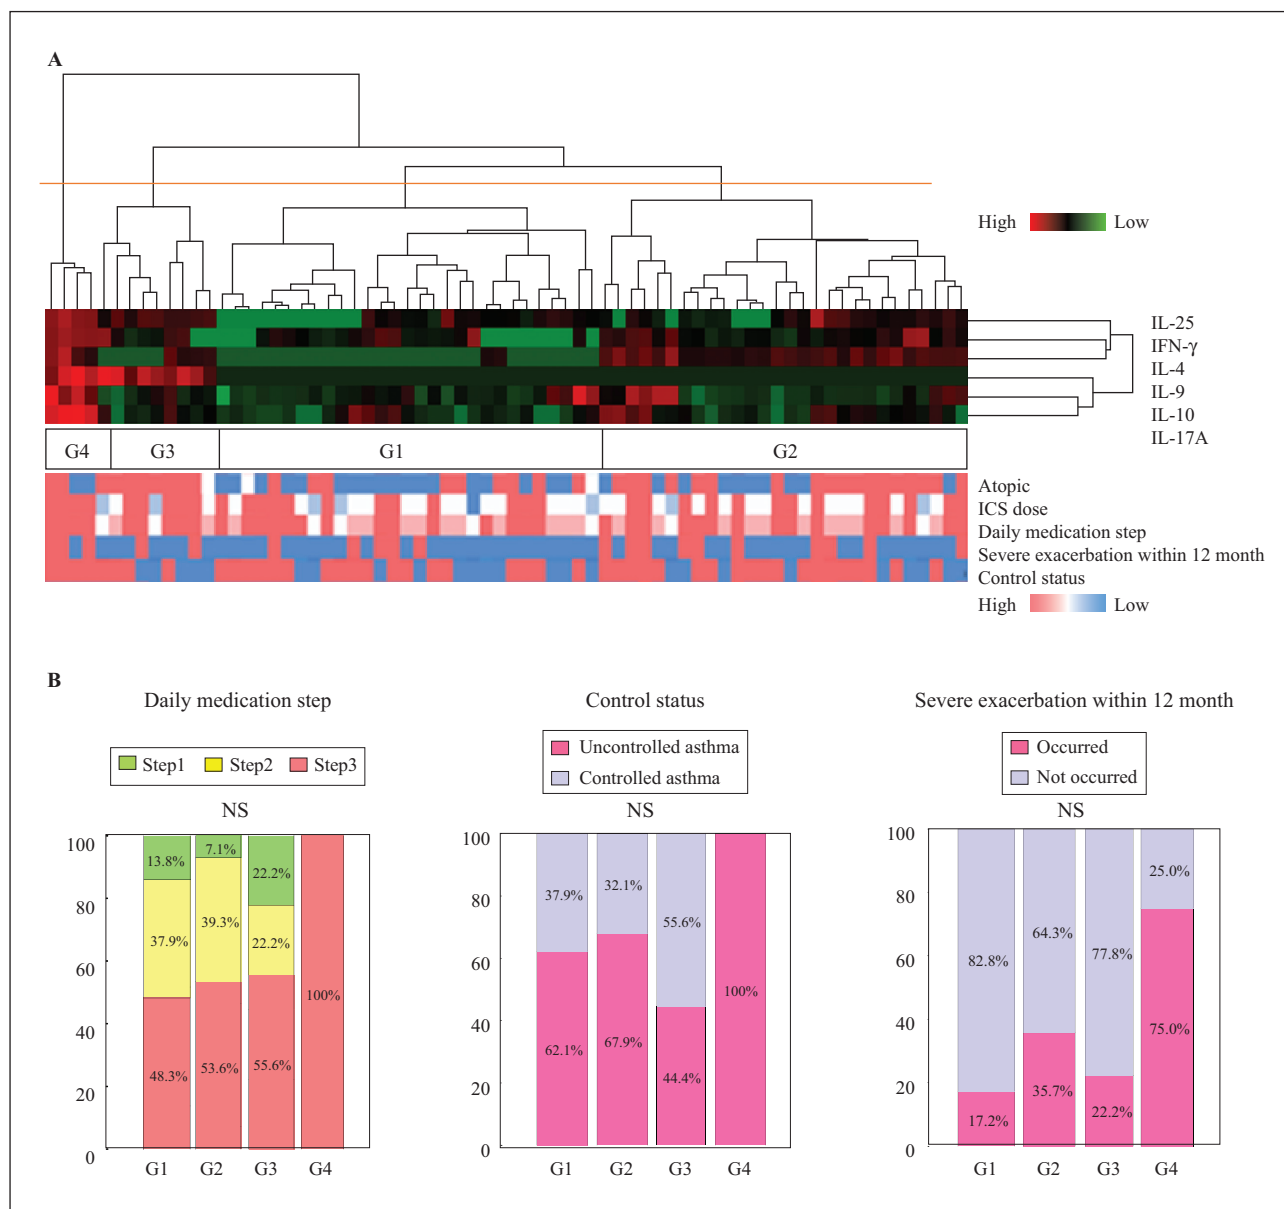 A
High Low
IL-25
IFN-γ
IL-4
IL-9
IL-10
IL-17A
G4 G3 G1 G2
Atopic
ICS dose
Daily medication step
Severe exacerbation within 12 month
Control status
High Low
B
Daily medication step
Step1 Step2 Step3
NS
100
80
60
40
20
0
13.8%
37.9%
48.3%
7.1%
39.3%
53.6%
22.2%
22.2%
55.6%
100%
G1 G2 G3 G4
Control status
Uncontrolled asthma
Controlled asthma
NS
100
80
60
40
20
0
37.9%
62.1%
32.1%
67.9%
55.6%
44.4%
100%
G1 G2 G3 G4
Severe exacerbation within 12 month
Occurred
Not occurred
NS
100
80
60
40
20
0
82.8%
17.2%
64.3%
35.7%
77.8%
22.2%
25.0%
75.0%
G1 G2 G3 G4